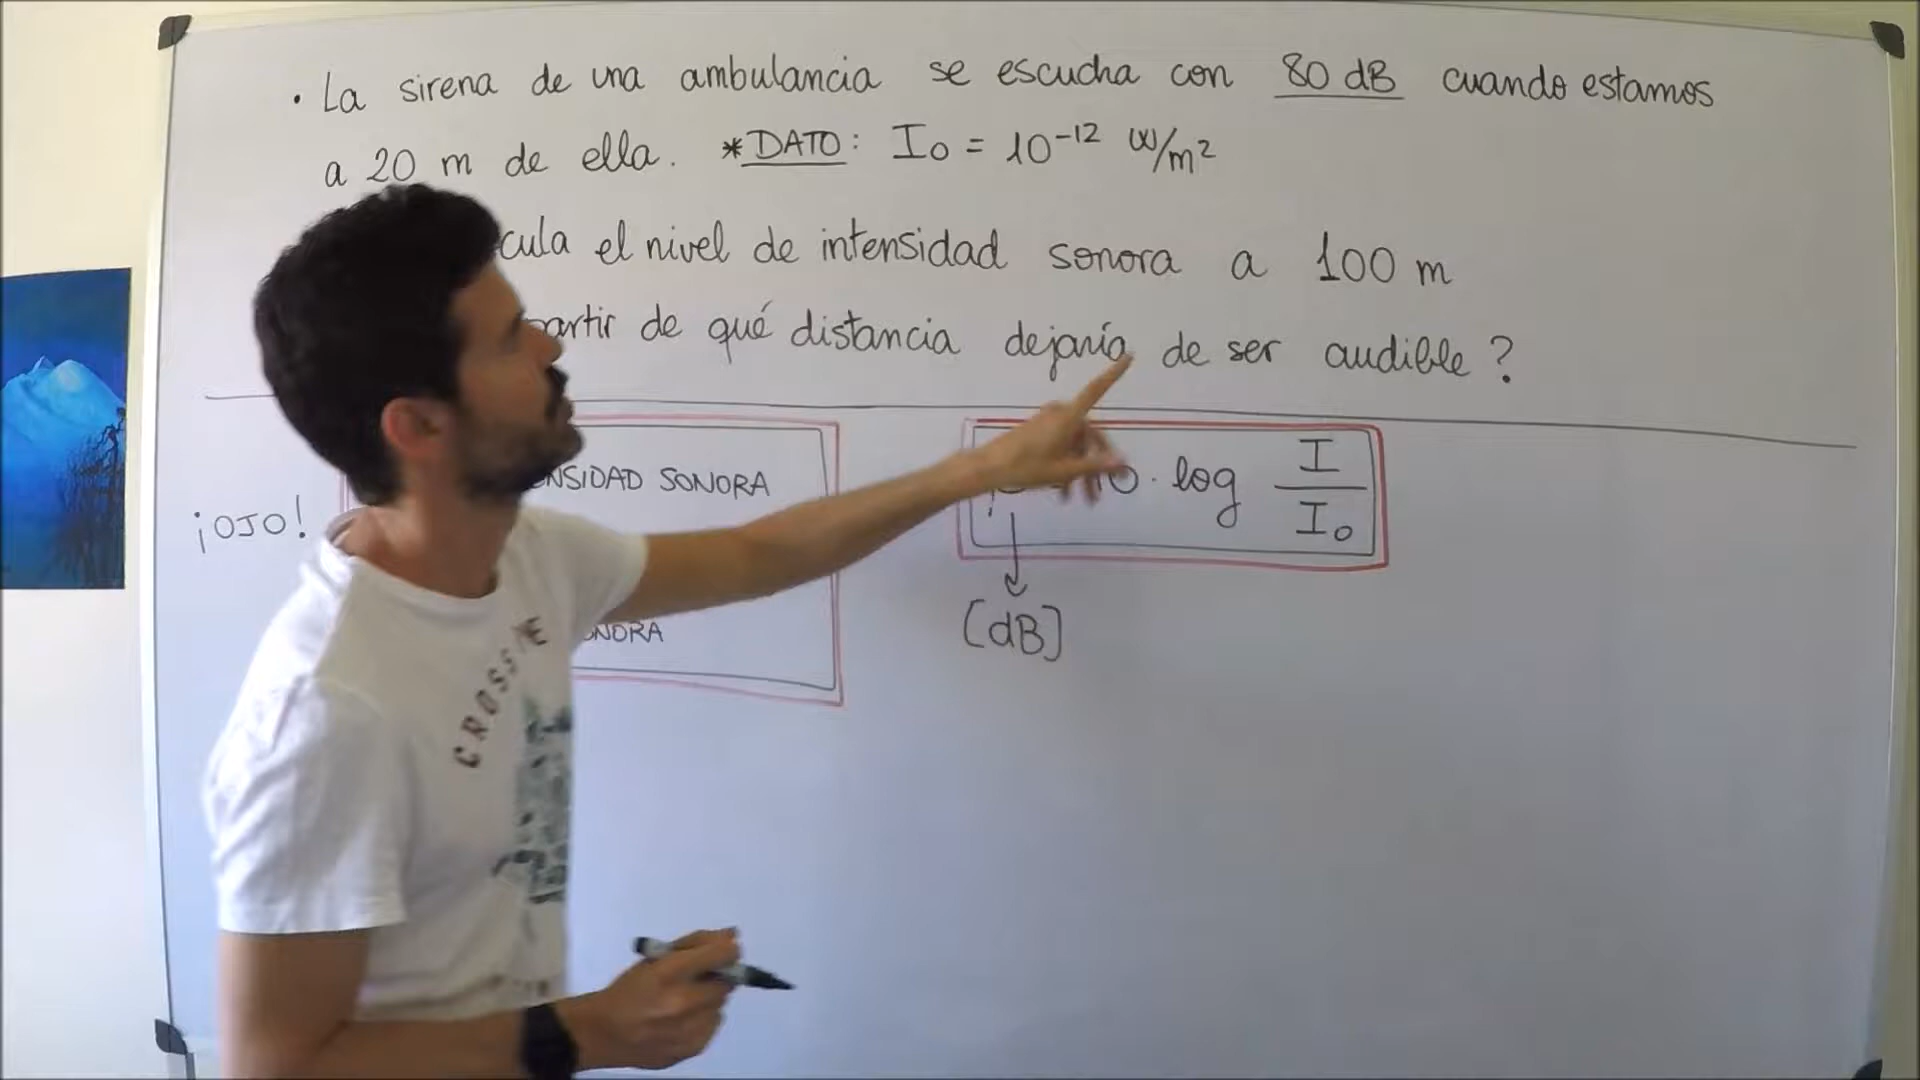 • La sirena de una ambulancia se escucha con 80 dB cuando estamos
a 20 m de ella. *DATO: I₀ = 10⁻¹² W/m²
cula el nivel de intensidad sonora a 100 m
partir de qué distancia dejaría de ser audible?
¡OJO!
NSIDAD SONORA
NORA
10 · log I/I₀
[dB]
CROSS